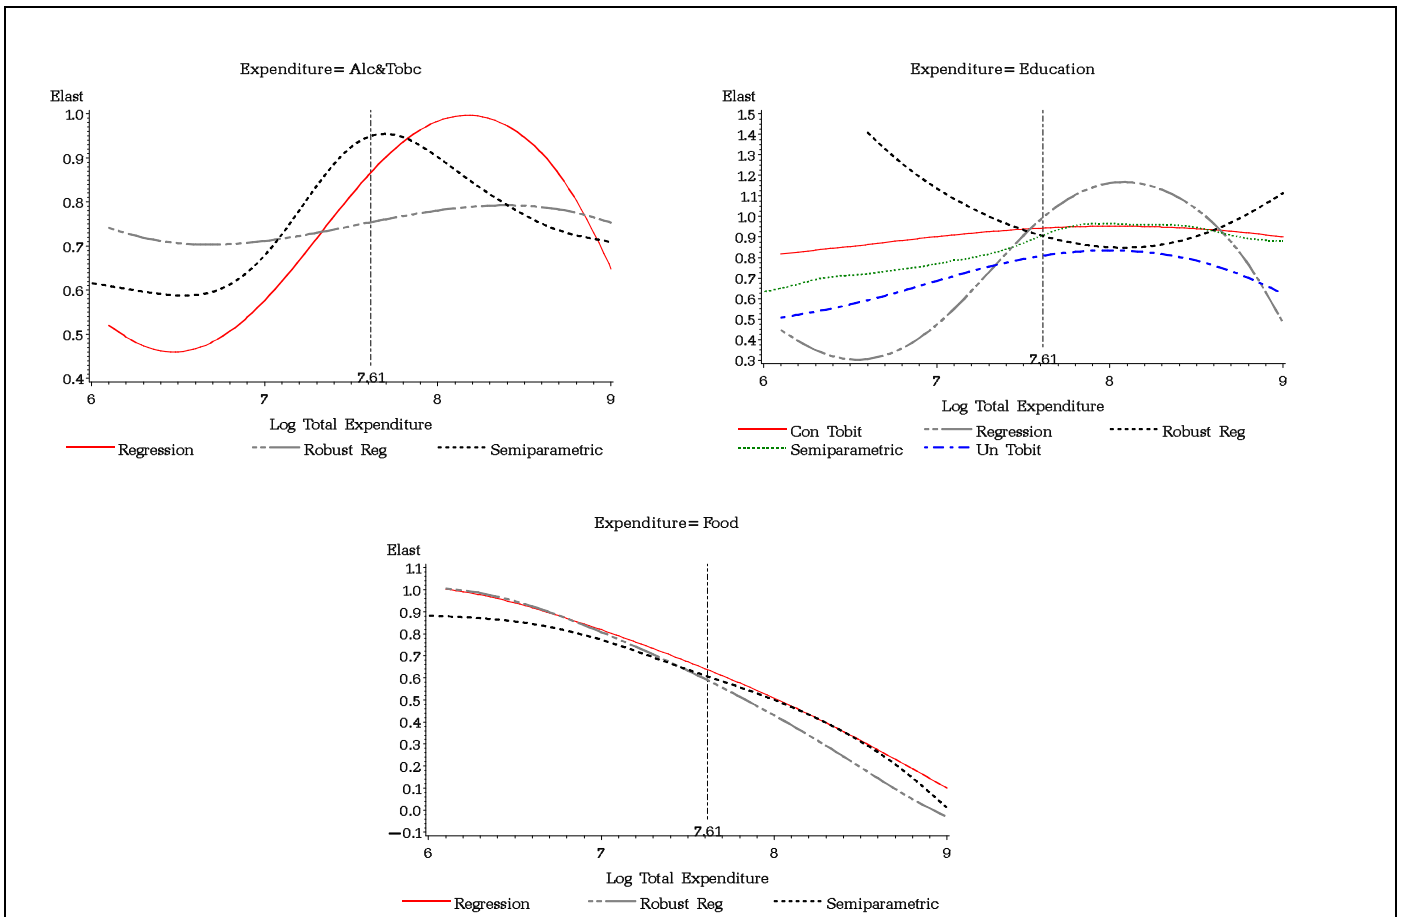 Expenditure= Alc&Tobc
Elast
1.0
0.9
0.8
0.7
0.6
0.5
0.4
7.61
6 7 8 9
Log Total Expenditure
Regression Robust Reg Semiparametric
Expenditure= Education
Elast
1.5
1.4
1.3
1.2
1.1
1.0
0.9
0.8
0.7
0.6
0.5
0.4
0.3
7.61
6 7 8 9
Log Total Expenditure
Con Tobit Regression Robust Reg
Semiparametric Un Tobit
Expenditure= Food
Elast
1.1
1.0
0.9
0.8
0.7
0.6
0.5
0.4
0.3
0.2
0.1
0.0
−0.1
7.61
6 7 8 9
Log Total Expenditure
Regression Robust Reg Semiparametric